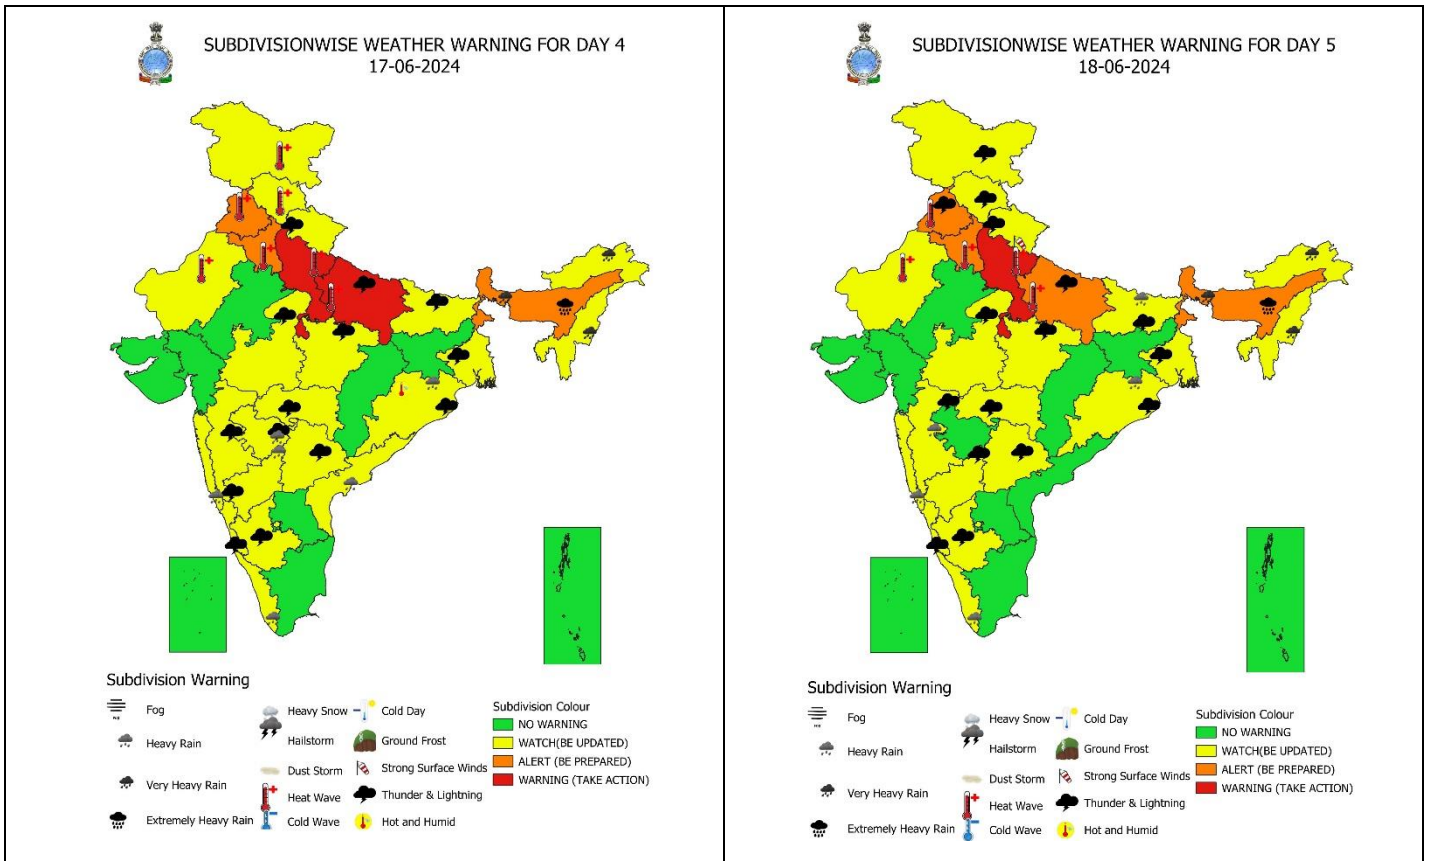 SUBDIVISIONWISE WEATHER WARNING FOR DAY 4
17-06-2024
Subdivision Warning
Fog
Heavy Rain
Very Heavy Rain
Extremely Heavy Rain
Heavy Snow
Hailstorm
Dust Storm
Heat Wave
Cold Wave
Cold Day
Ground Frost
Strong Surface Winds
Thunder & Lightning
Hot and Humid
Subdivision Colour
NO WARNING
WATCH(BE UPDATED)
ALERT (BE PREPARED)
WARNING (TAKE ACTION)
SUBDIVISIONWISE WEATHER WARNING FOR DAY 5
18-06-2024
Subdivision Warning
Fog
Heavy Rain
Very Heavy Rain
Extremely Heavy Rain
Heavy Snow
Hailstorm
Dust Storm
Heat Wave
Cold Wave
Cold Day
Ground Frost
Strong Surface Winds
Thunder & Lightning
Hot and Humid
Subdivision Colour
NO WARNING
WATCH(BE UPDATED)
ALERT (BE PREPARED)
WARNING (TAKE ACTION)